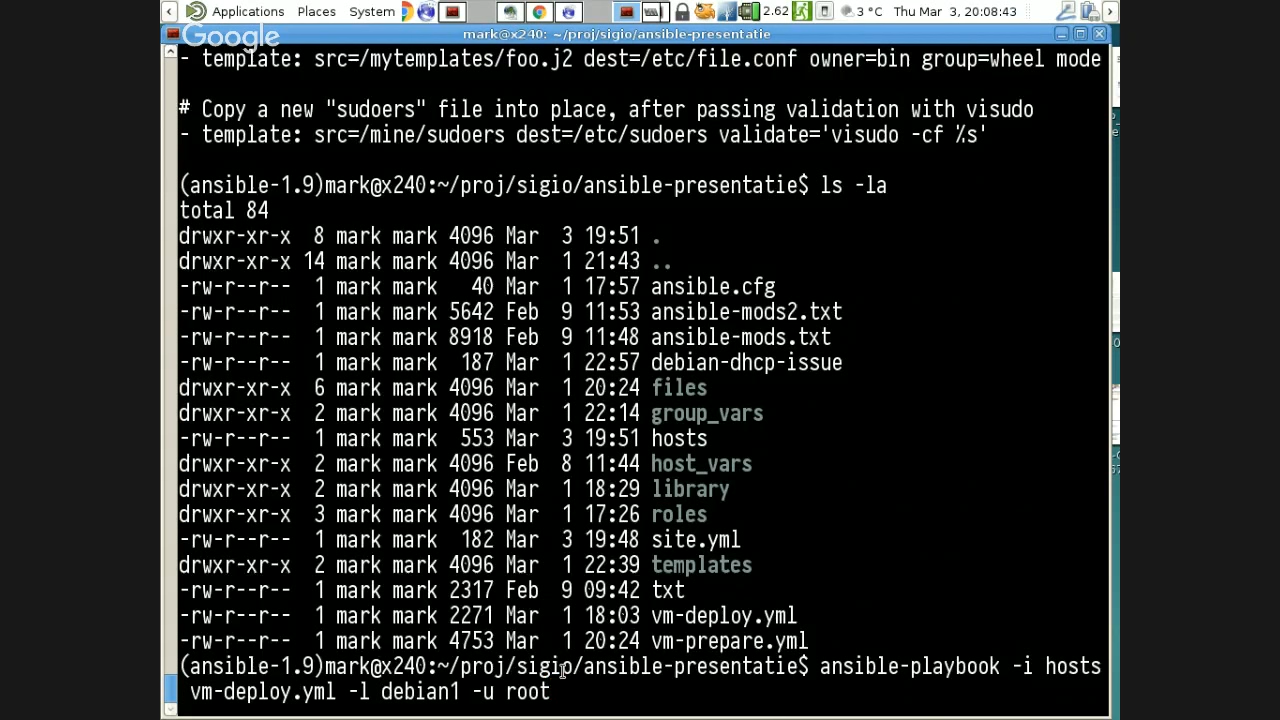 Applications Places System 2.62 3 °C Thu Mar 3, 20:08:43
Google
mark@x240: ~/proj/sigio/ansible-presentatie
- template: src=/mytemplates/foo.j2 dest=/etc/file.conf owner=bin group=wheel mode
# Copy a new "sudoers" file into place, after passing validation with visudo
- template: src=/mine/sudoers dest=/etc/sudoers validate='visudo -cf %s'
(ansible-1.9)mark@x240:~/proj/sigio/ansible-presentatie$ ls -la
total 84
drwxr-xr-x 8 mark mark 4096 Mar 3 19:51 .
drwxr-xr-x 14 mark mark 4096 Mar 1 21:43 ..
-rw-r--r-- 1 mark mark 40 Mar 1 17:57 ansible.cfg
-rw-r--r-- 1 mark mark 5642 Feb 9 11:53 ansible-mods2.txt
-rw-r--r-- 1 mark mark 8918 Feb 9 11:48 ansible-mods.txt
-rw-r--r-- 1 mark mark 187 Mar 1 22:57 debian-dhcp-issue
drwxr-xr-x 6 mark mark 4096 Mar 1 20:24 files
drwxr-xr-x 2 mark mark 4096 Mar 1 22:14 group_vars
-rw-r--r-- 1 mark mark 553 Mar 3 19:51 hosts
drwxr-xr-x 2 mark mark 4096 Feb 8 11:44 host_vars
drwxr-xr-x 2 mark mark 4096 Mar 1 18:29 library
drwxr-xr-x 3 mark mark 4096 Mar 1 17:26 roles
-rw-r--r-- 1 mark mark 182 Mar 3 19:48 site.yml
drwxr-xr-x 2 mark mark 4096 Mar 1 22:39 templates
-rw-r--r-- 1 mark mark 2317 Feb 9 09:42 txt
-rw-r--r-- 1 mark mark 2271 Mar 1 18:03 vm-deploy.yml
-rw-r--r-- 1 mark mark 4753 Mar 1 20:24 vm-prepare.yml
(ansible-1.9)mark@x240:~/proj/sigio/ansible-presentatie$ ansible-playbook -i hosts
vm-deploy.yml -l debian1 -u root